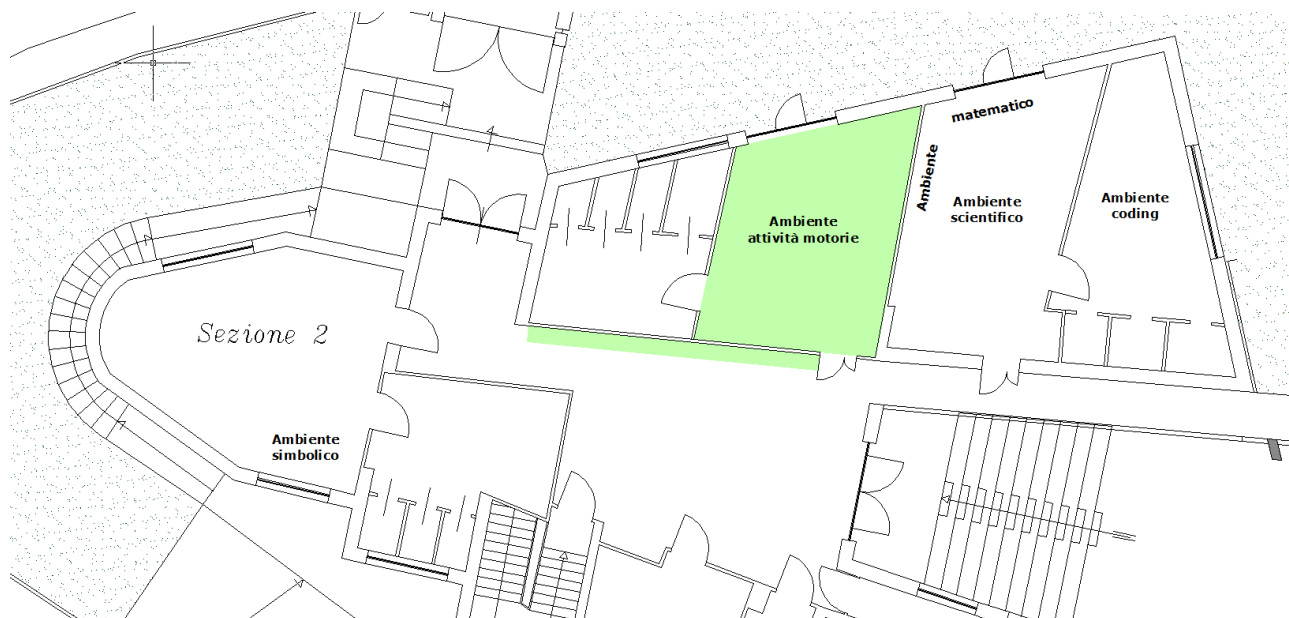 matematico
Ambiente
Ambiente
scientifico
Ambiente
coding
Ambiente
attività motorie
Sezione 2
Ambiente
simbolico